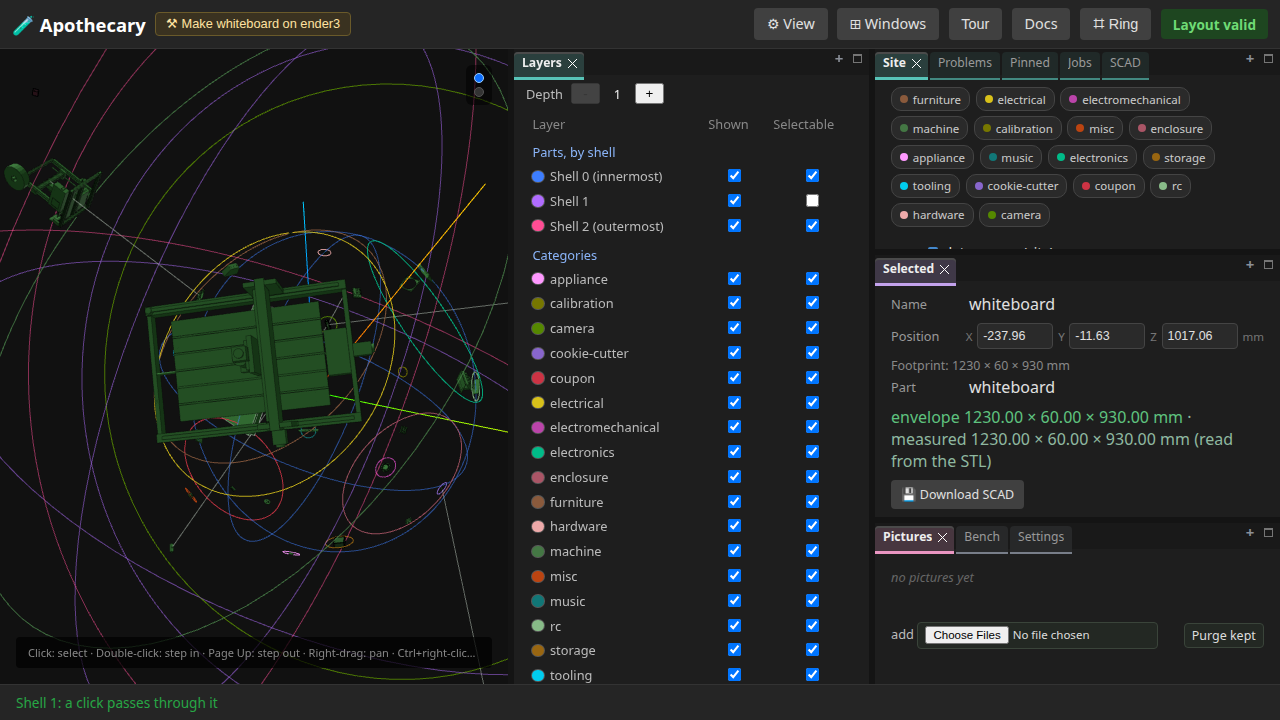 Apothecary
⚒ Make whiteboard on ender3
⚙ View
⊞ Windows
Tour
Docs
⌗ Ring
Layout valid
Click: select · Double-click: step in · Page Up: step out · Right-drag: pan · Ctrl+right-clic...
Layers
Depth - 1 +
Layer Shown Selectable
Parts, by shell
Shell 0 (innermost)
Shell 1
Shell 2 (outermost)
Categories
appliance
calibration
camera
cookie-cutter
coupon
electrical
electromechanical
electronics
enclosure
furniture
hardware
machine
misc
music
rc
storage
tooling
Site Problems Pinned Jobs SCAD
furniture electrical electromechanical
machine calibration misc enclosure
appliance music electronics storage
tooling cookie-cutter coupon rc
hardware camera
Selected
Name whiteboard
Position X -237.96 Y -11.63 Z 1017.06 mm
Footprint: 1230 × 60 × 930 mm
Part whiteboard
envelope 1230.00 × 60.00 × 930.00 mm ·
measured 1230.00 × 60.00 × 930.00 mm (read
from the STL)
Download SCAD
Pictures Bench Settings
no pictures yet
add Choose Files No file chosen Purge kept
Shell 1: a click passes through it